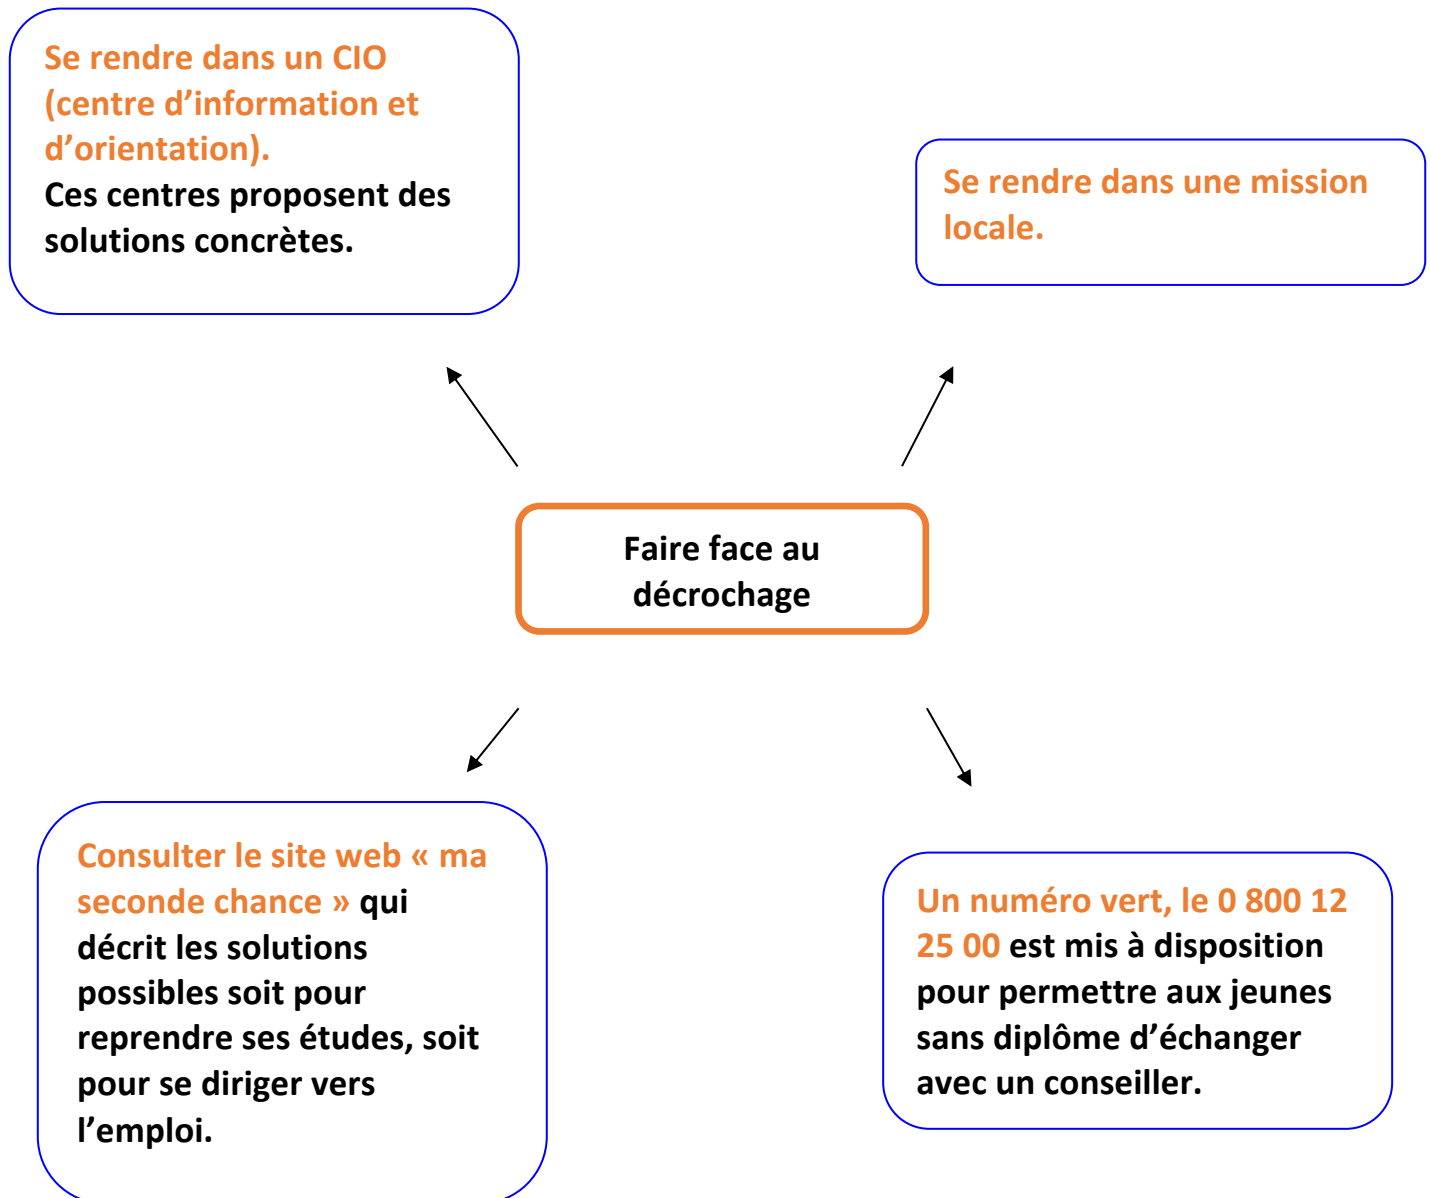 Se rendre dans un CIO
(centre d’information et
d’orientation).
Ces centres proposent des
solutions concrètes.
Se rendre dans une mission
locale.
Faire face au
décrochage
Consulter le site web « ma
seconde chance » qui
décrit les solutions
possibles soit pour
reprendre ses études, soit
pour se diriger vers
l’emploi.
Un numéro vert, le 0 800 12
25 00 est mis à disposition
pour permettre aux jeunes
sans diplôme d’échanger
avec un conseiller.